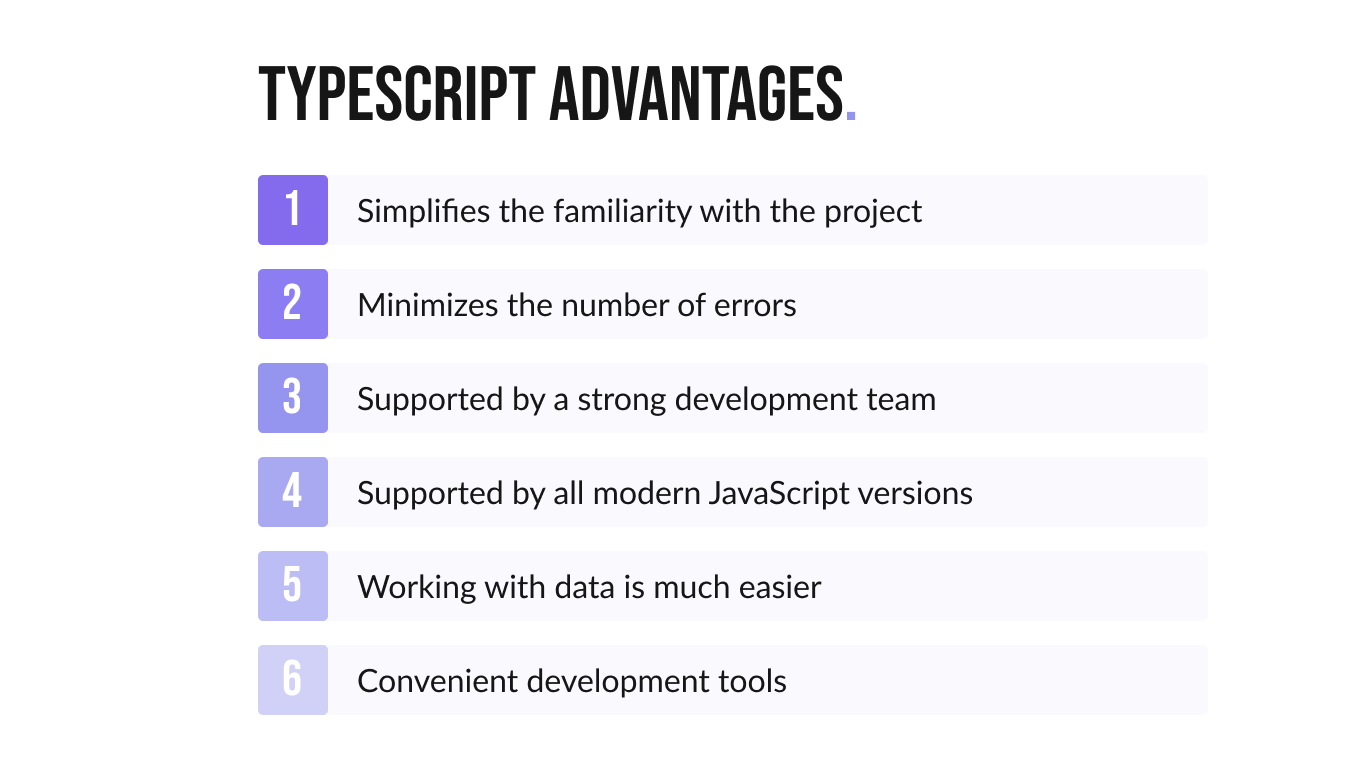 TYPESCRIPT ADVANTAGES.
1 Simplifies the familiarity with the project
2 Minimizes the number of errors
3 Supported by a strong development team
4 Supported by all modern JavaScript versions
5 Working with data is much easier
6 Convenient development tools